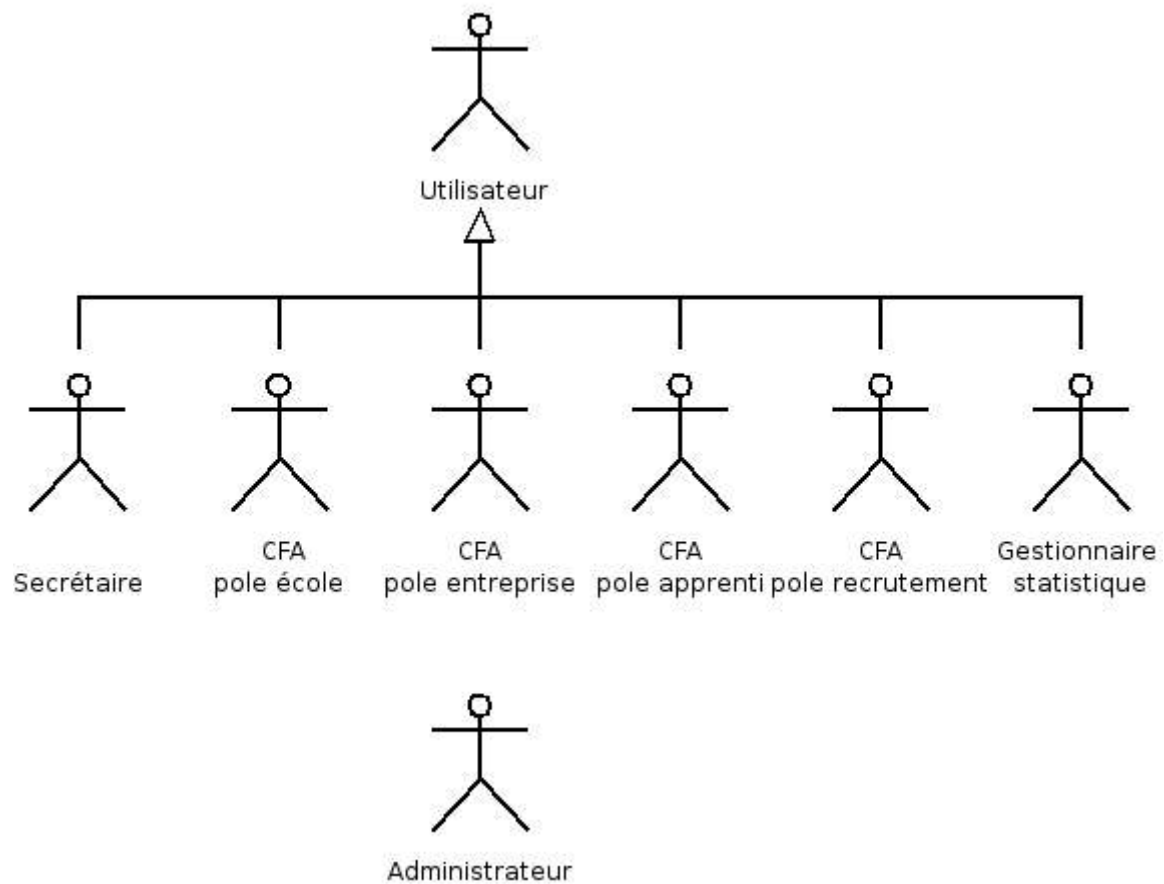 Utilisateur
Secrétaire
CFA
pole école
CFA
pole entreprise
CFA
pole apprenti
CFA
pole recrutement
Gestionnaire
statistique
Administrateur